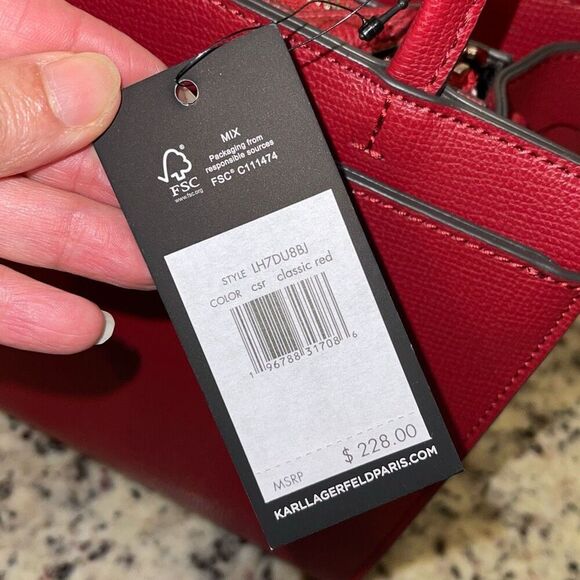 MIX
Packaging from
responsible sources
FSC® C111474
FSC
www.fsc.org
STYLE LH7DU8BJ
COLOR csr classic red
1 96788 31708 6
MSRP $ 228.00
KARLLAGERFELDPARIS.COM